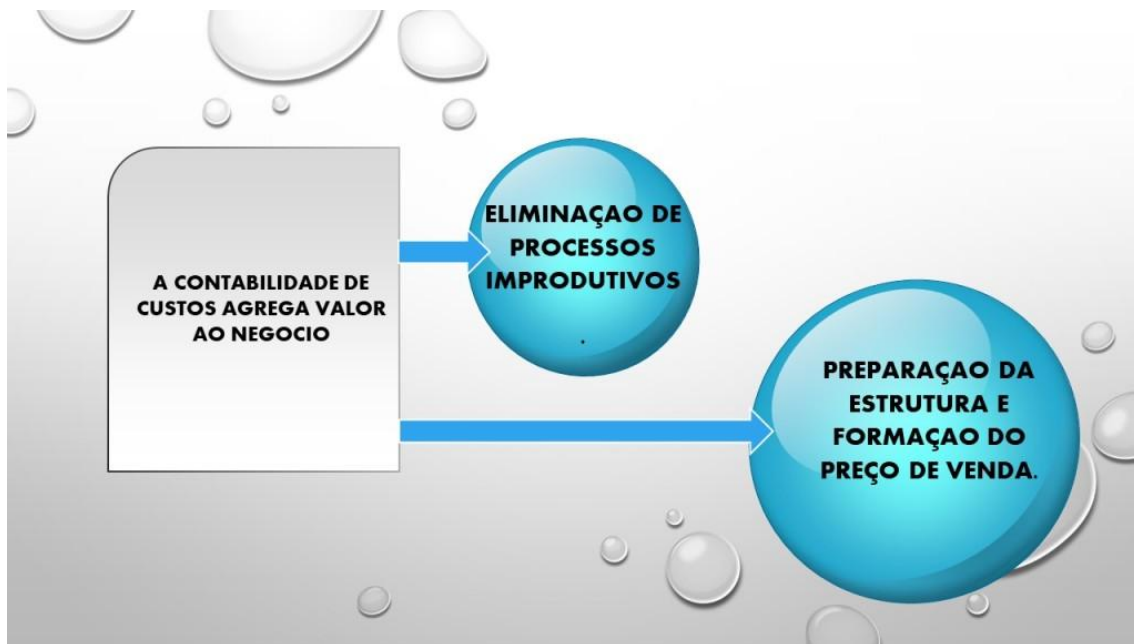 A CONTABILIDADE DE
CUSTOS AGREGA VALOR
AO NEGOCIO
ELIMINAÇAO DE
PROCESSOS
IMPRODUTIVOS
.
PREPARAÇAO DA
ESTRUTURA E
FORMAÇAO DO
PREÇO DE VENDA.